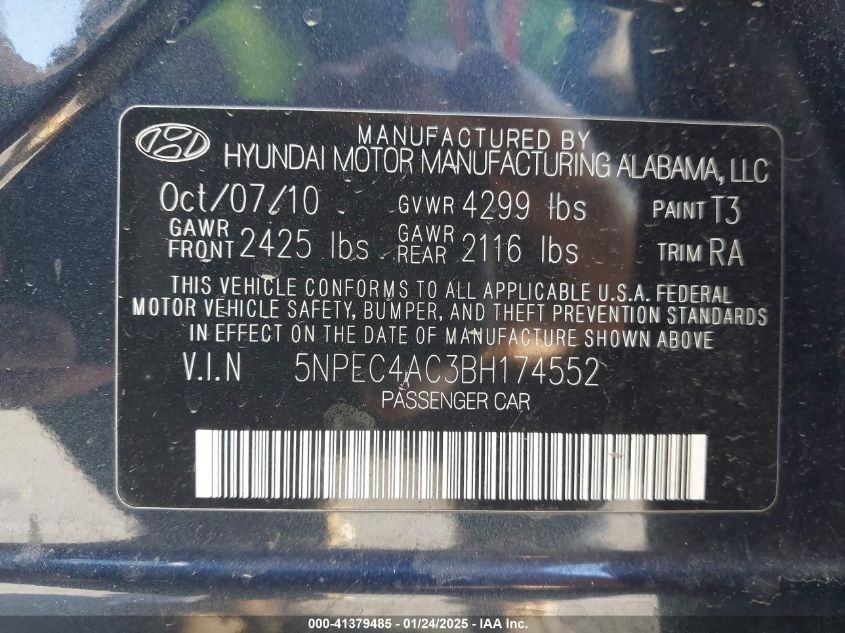 MANUFACTURED BY
HYUNDAI MOTOR MANUFACTURING ALABAMA, LLC
Oct/07/10 GVWR 4299 lbs PAINT T3
GAWR FRONT 2425 lbs GAWR REAR 2116 lbs TRIM RA
THIS VEHICLE CONFORMS TO ALL APPLICABLE U.S.A. FEDERAL
MOTOR VEHICLE SAFETY, BUMPER, AND THEFT PREVENTION STANDARDS
IN EFFECT ON THE DATE OF MANUFACTURE SHOWN ABOVE
V.I.N 5NPEC4AC3BH174552
PASSENGER CAR
000-41379485 - 01/24/2025 - IAA Inc.